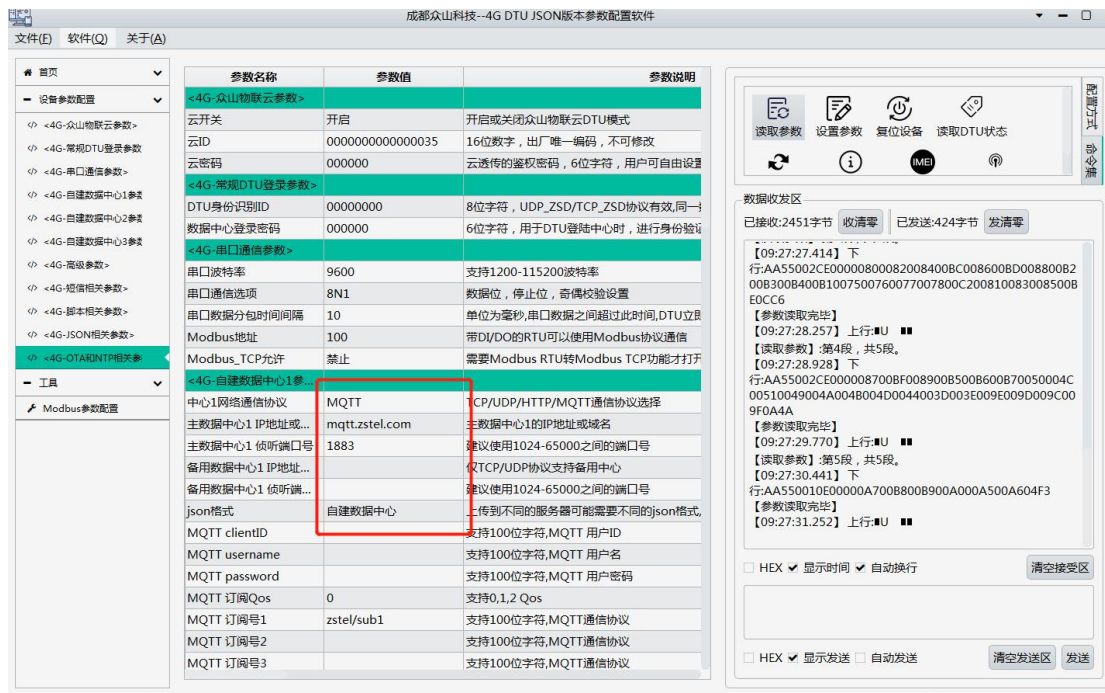 成都众山科技--4G DTU JSON版本参数配置软件
文件(F) 软件(Q) 关于(A)
首页
设备参数配置
<4G-众山物联云参数>
<4G-常规DTU登录参数
<4G-串口通信参数>
<4G-自建数据中心1参数
<4G-自建数据中心2参数
<4G-自建数据中心3参数
<4G-高级参数>
<4G-短信相关参数>
<4G-脚本相关参数>
<4G-JSON相关参数>
<4G-OTA和NTP相关参
工具
Modbus参数配置
参数名称 参数值 参数说明
<4G-众山物联云参数>
云开关 开启 开启或关闭众山物联云DTU模式
云ID 0000000000000035 16位数字，出厂唯一编码，不可修改
云密码 000000 云透传的鉴权密码，6位字符，用户可自由设置
<4G-常规DTU登录参数>
DTU身份识别ID 00000000 8位字符，UDP_ZSD/TCP_ZSD协议有效,同一
数据中心登录密码 000000 6位字符，用于DTU登陆中心时，进行身份验证
<4G-串口通信参数>
串口波特率 9600 支持1200-115200波特率
串口通信选项 8N1 数据位，停止位，奇偶校验设置
串口数据分包时间间隔 10 单位为毫秒,串口数据之间超过此时间,DTU立即
Modbus地址 100 带DI/DO的RTU可以使用Modbus协议通信
Modbus_TCP允许 禁止 需要Modbus RTU转Modbus TCP功能才打开
<4G-自建数据中心1参...
中心1网络通信协议 MQTT TCP/UDP/HTTP/MQTT通信协议选择
主数据中心1 IP地址或... mqtt.zstel.com 主数据中心1的IP地址或域名
主数据中心1 侦听端口号 1883 建议使用1024-65000之间的端口号
备用数据中心1 IP地址... 仅TCP/UDP协议支持备用中心
备用数据中心1 侦听端... 建议使用1024-65000之间的端口号
json格式 自建数据中心 上传到不同的服务器可能需要不同的json格式,
MQTT clientID 支持100位字符,MQTT 用户ID
MQTT username 支持100位字符,MQTT 用户名
MQTT password 支持100位字符,MQTT 用户密码
MQTT 订阅Qos 0 支持0,1,2 Qos
MQTT 订阅号1 zstel/sub1 支持100位字符,MQTT通信协议
MQTT 订阅号2 支持100位字符,MQTT通信协议
MQTT 订阅号3 支持100位字符,MQTT通信协议
读取参数 设置参数 复位设备 读取DTU状态
IMEI
配置方式
命令集
数据收发区
已接收:2451字节 收清零 已发送:424字节 发清零
【09:27:27.414】下
行:AA55002CE00000800082008400BC008600BD008800B2
00B300B400B1007500760077007800C200810083008500B
E0CC6
【参数读取完毕】
【09:27:28.257】上行:■U ■■
【读取参数】:第4段，共5段。
【09:27:28.928】下
行:AA55002CE000008700BF008900B500B600B70050004C
00510049004A004B004D0044003D003E009E009D009C00
9F0A4A
【参数读取完毕】
【09:27:29.770】上行:■U ■■
【读取参数】:第5段，共5段。
【09:27:30.441】下
行:AA550010E00000A700B800B900A000A500A604F3
【参数读取完毕】
【09:27:31.252】上行:■U ■■
HEX 显示时间 自动换行 清空接受区
HEX 显示发送 自动发送 清空发送区 发送